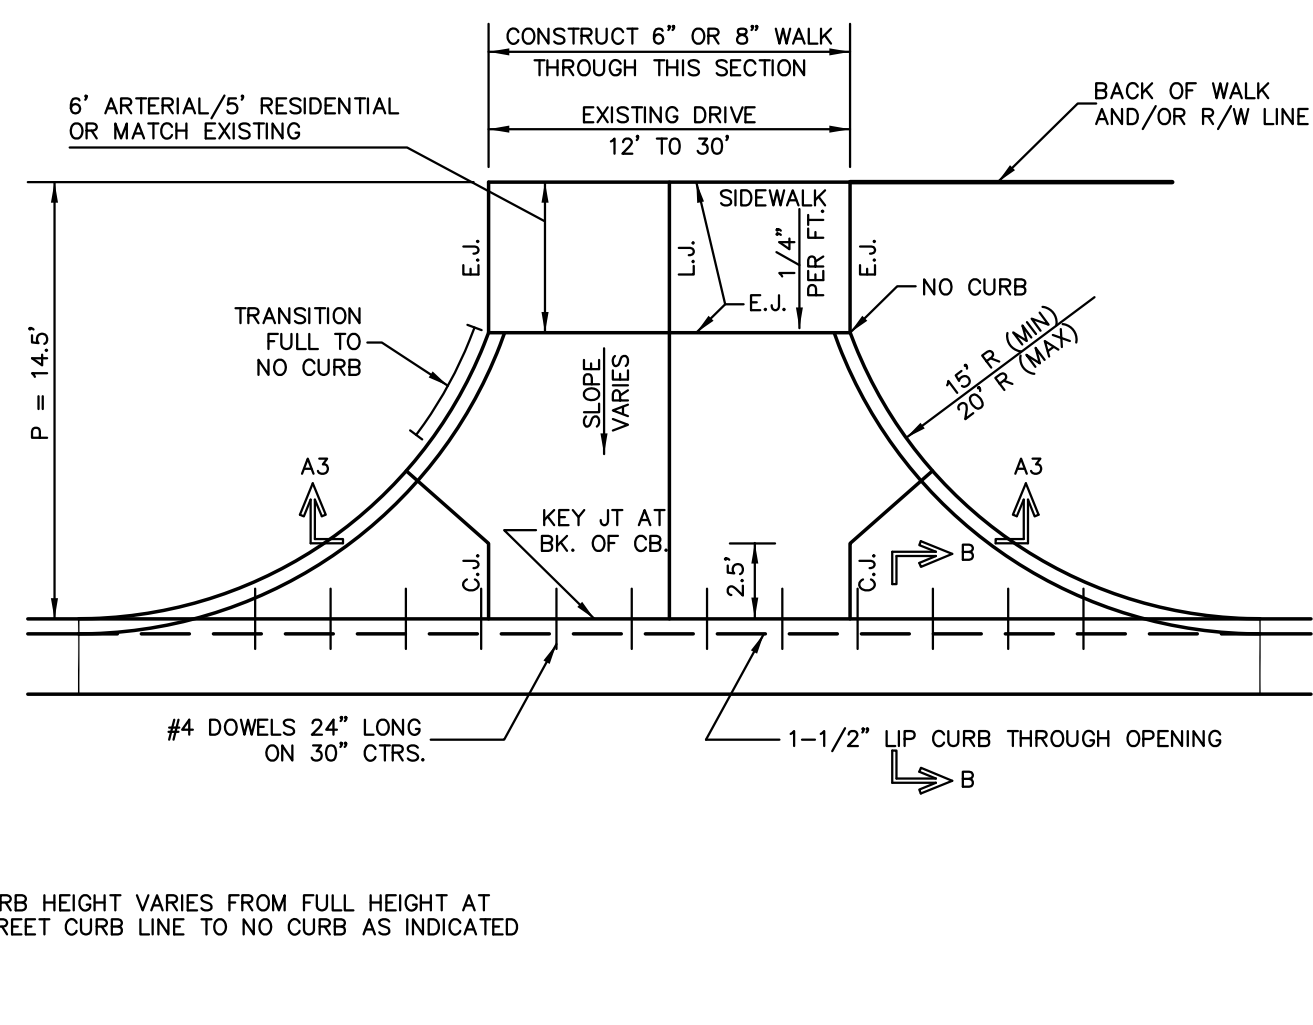 CONSTRUCT 6” OR 8” WALK
THROUGH THIS SECTION
6’ ARTERIAL/5’ RESIDENTIAL
OR MATCH EXISTING
EXISTING DRIVE
12’ TO 30’
BACK OF WALK
AND/OR R/W LINE
SIDEWALK
1/4”
PER FT.
E.J.
L.J.
E.J.
E.J.
NO CURB
TRANSITION
FULL TO
NO CURB
P = 14.5’
SLOPE
VARIES
15’ R (MIN)
20’ R (MAX)
A3
A3
KEY JT AT
BK. OF CB.
C.J.
2.5’
C.J.
B
#4 DOWELS 24” LONG
ON 30” CTRS.
1-1/2” LIP CURB THROUGH OPENING
B
RB HEIGHT VARIES FROM FULL HEIGHT AT
REET CURB LINE TO NO CURB AS INDICATED